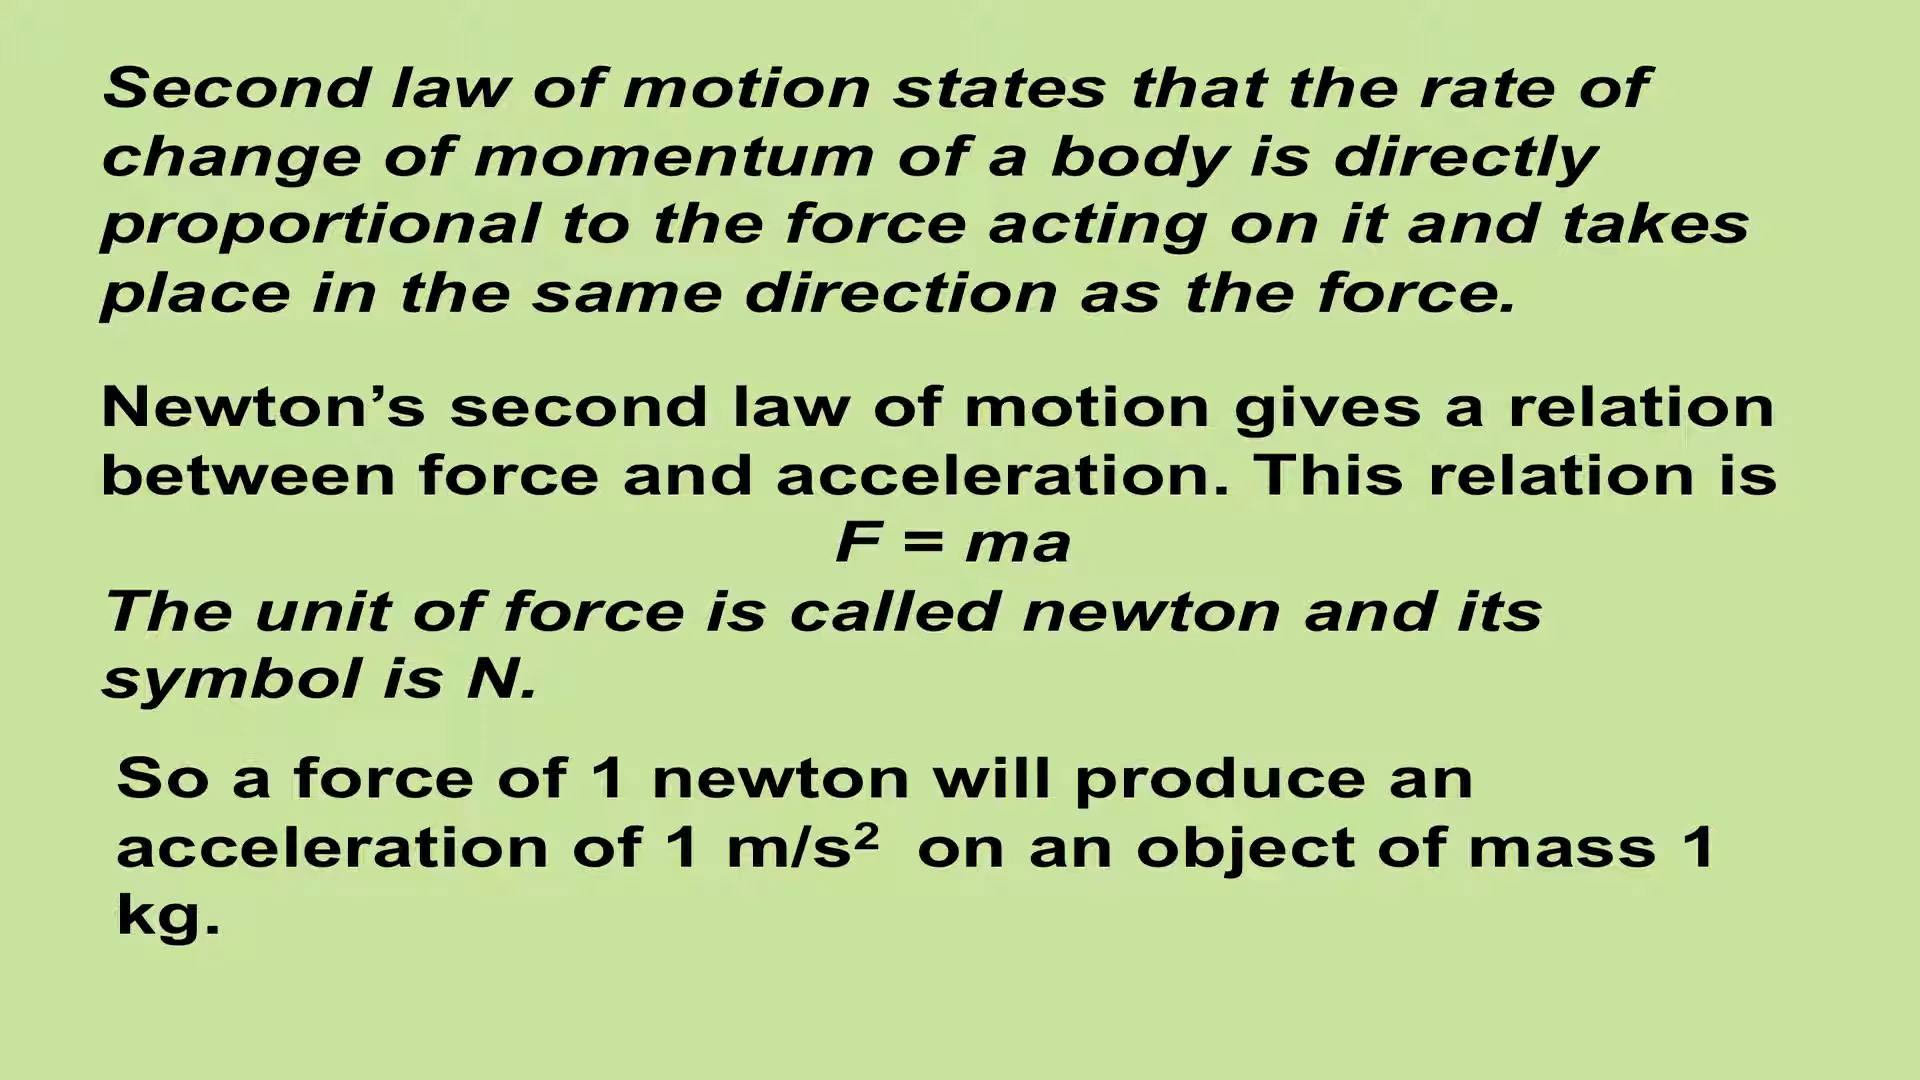 Second law of motion states that the rate of
change of momentum of a body is directly
proportional to the force acting on it and takes
place in the same direction as the force.
Newton’s second law of motion gives a relation
between force and acceleration. This relation is
F = ma
The unit of force is called newton and its
symbol is N.
So a force of 1 newton will produce an
acceleration of 1 m/s² on an object of mass 1
kg.